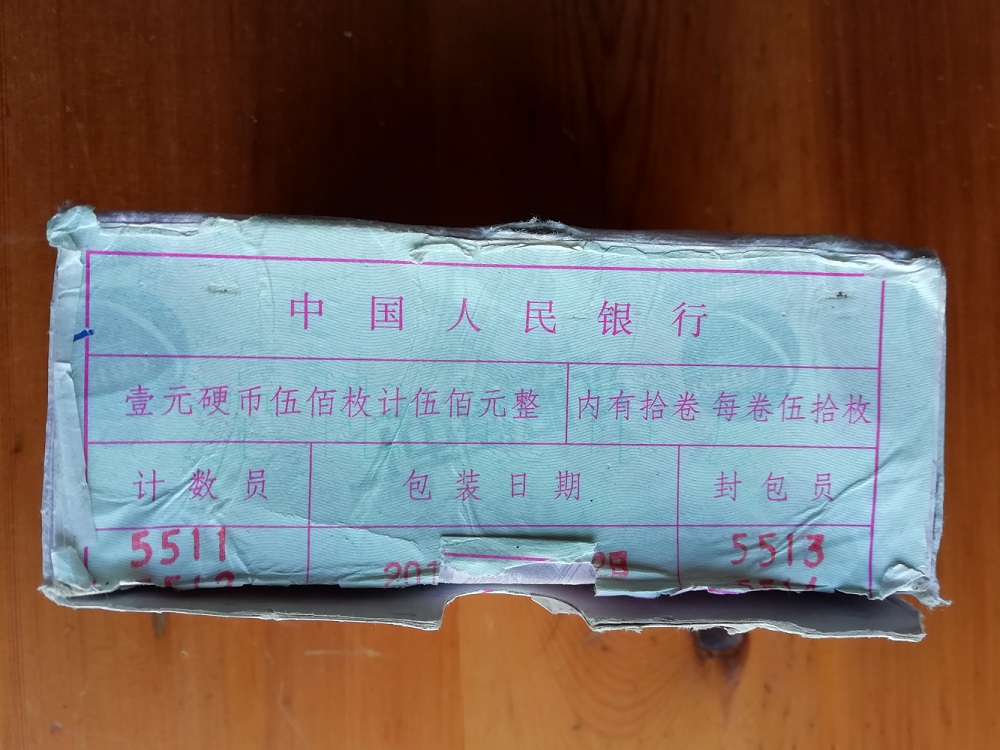 中国人民银行
壹元硬币伍佰枚计伍佰元整 内有拾卷 每卷伍拾枚
计数员 包装日期 封包员
5511 5513
201